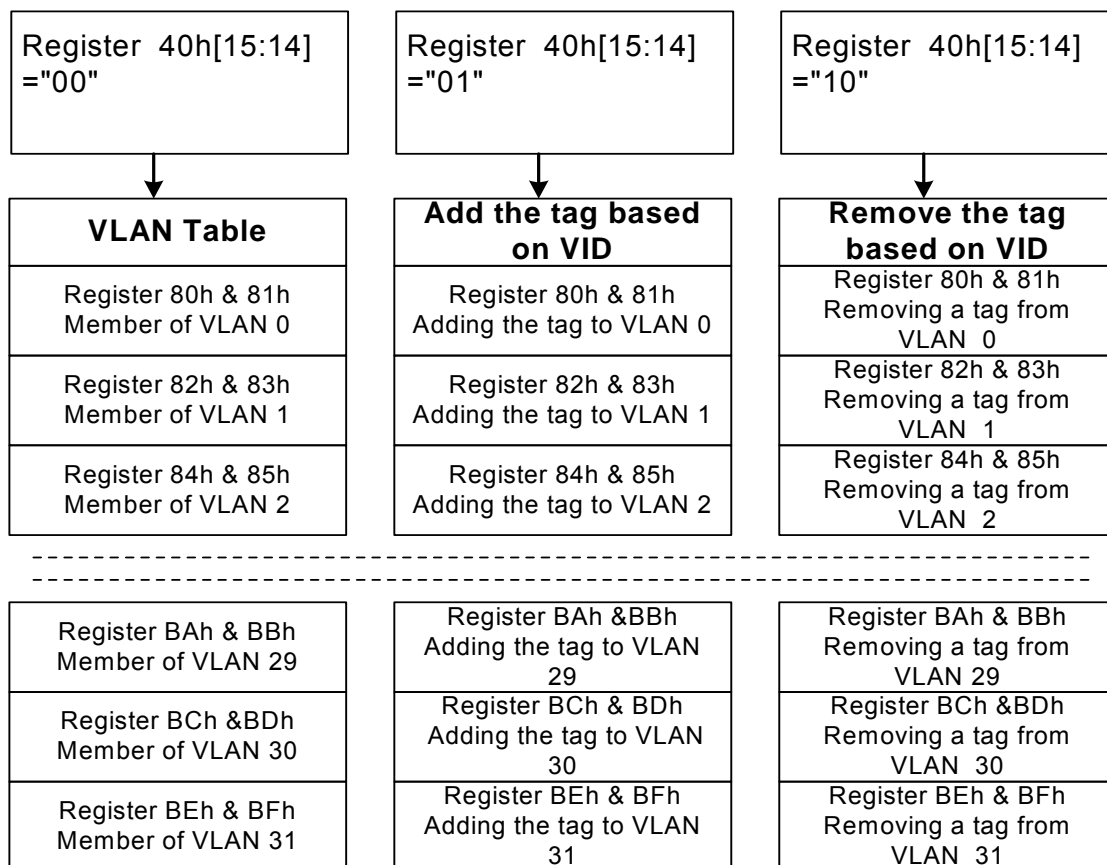 Register 40h[15:14]
="00"
Register 40h[15:14]
="01"
Register 40h[15:14]
="10"
VLAN Table
Register 80h & 81h
Member of VLAN 0
Register 82h & 83h
Member of VLAN 1
Register 84h & 85h
Member of VLAN 2
Add the tag based
on VID
Register 80h & 81h
Adding the tag to VLAN 0
Register 82h & 83h
Adding the tag to VLAN 1
Register 84h & 85h
Adding the tag to VLAN 2
Remove the tag
based on VID
Register 80h & 81h
Removing a tag from
VLAN 0
Register 82h & 83h
Removing a tag from
VLAN 1
Register 84h & 85h
Removing a tag from
VLAN 2
Register BAh & BBh
Member of VLAN 29
Register BCh &BDh
Member of VLAN 30
Register BEh & BFh
Member of VLAN 31
Register BAh &BBh
Adding the tag to VLAN
29
Register BCh & BDh
Adding the tag to VLAN
30
Register BEh & BFh
Adding the tag to VLAN
31
Register BAh & BBh
Removing a tag from
VLAN 29
Register BCh &BDh
Removing a tag from
VLAN 30
Register BEh & BFh
Removing a tag from
VLAN 31